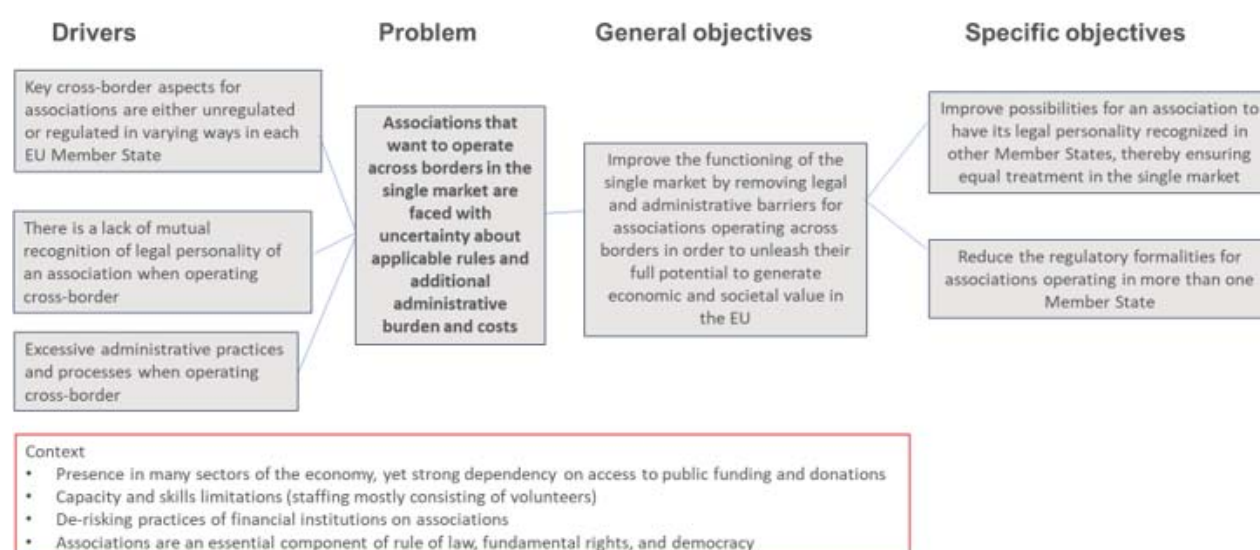 Drivers
Problem
General objectives
Specific objectives
Key cross-border aspects for
associations are either unregulated
or regulated in varying ways in each
EU Member State
There is a lack of mutual
recognition of legal personality of
an association when operating
cross-border
Excessive administrative practices
and processes when operating
cross-border
Associations that
want to operate
across borders in the
single market are
faced with
uncertainty about
applicable rules and
additional
administrative
burden and costs
Improve the functioning of the
single market by removing legal
and administrative barriers for
associations operating across
borders in order to unleash their
full potential to generate
economic and societal value in
the EU
Improve possibilities for an association to
have its legal personality recognized in
other Member States, thereby ensuring
equal treatment in the single market
Reduce the regulatory formalities for
associations operating in more than one
Member State
Context
• Presence in many sectors of the economy, yet strong dependency on access to public funding and donations
• Capacity and skills limitations (staffing mostly consisting of volunteers)
• De-risking practices of financial institutions on associations
• Associations are an essential component of rule of law, fundamental rights, and democracy